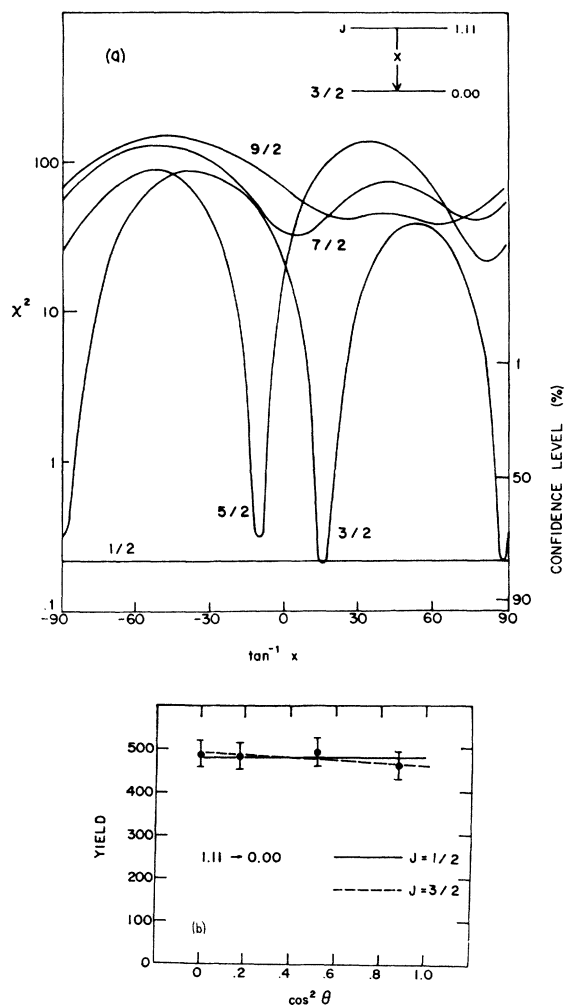 (a)
J 1.11
x
3/2 0.00
9/2
100
7/2
χ² 10
1
1
50
5/2 3/2
1/2
.1
90
CONFIDENCE LEVEL (%)
-90 -60 -30 0 30 60 90
tan⁻¹ x
500
400
300
200
100
0
YIELD
1.11 → 0.00
J = 1/2
J = 3/2
(b)
0 .2 .4 .6 .8 1.0
cos² θ